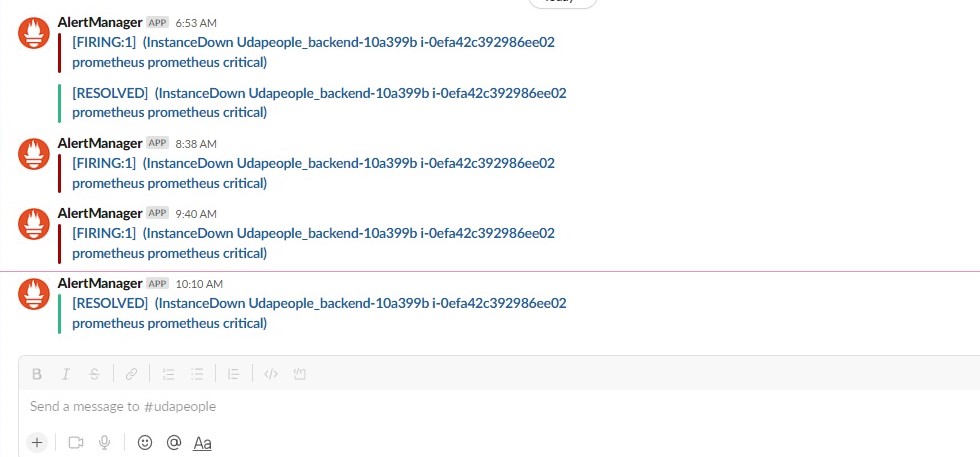 AlertManager APP 6:53 AM
[FIRING:1] (InstanceDown Udapeople_backend-10a399b i-0efa42c392986ee02
prometheus prometheus critical)
[RESOLVED] (InstanceDown Udapeople_backend-10a399b i-0efa42c392986ee02
prometheus prometheus critical)
AlertManager APP 8:38 AM
[FIRING:1] (InstanceDown Udapeople_backend-10a399b i-0efa42c392986ee02
prometheus prometheus critical)
AlertManager APP 9:40 AM
[FIRING:1] (InstanceDown Udapeople_backend-10a399b i-0efa42c392986ee02
prometheus prometheus critical)
AlertManager APP 10:10 AM
[RESOLVED] (InstanceDown Udapeople_backend-10a399b i-0efa42c392986ee02
prometheus prometheus critical)
B I S
Send a message to #udapeople
Aa